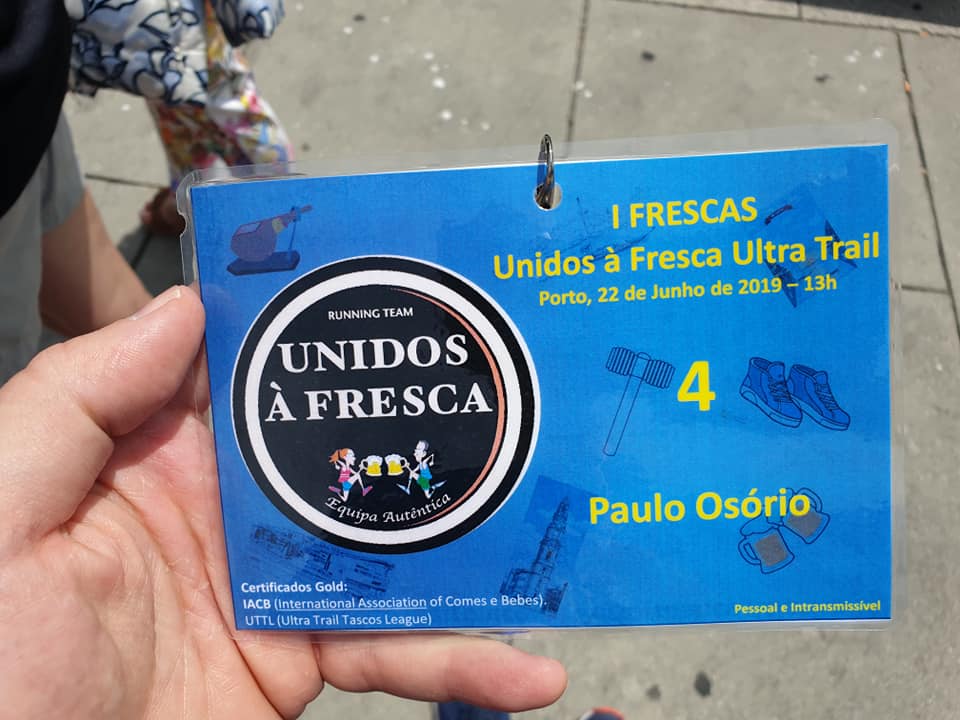 I FRESCAS
Unidos à Fresca Ultra Trail
Porto, 22 de Junho de 2019 – 13h
RUNNING TEAM
UNIDOS
À FRESCA
Equipa Autêntica
4
Paulo Osório
Certificados Gold:
IACB (International Association of Comes e Bebes).
UTTL (Ultra Trail Tascos League)
Pessoal e Intransmissível